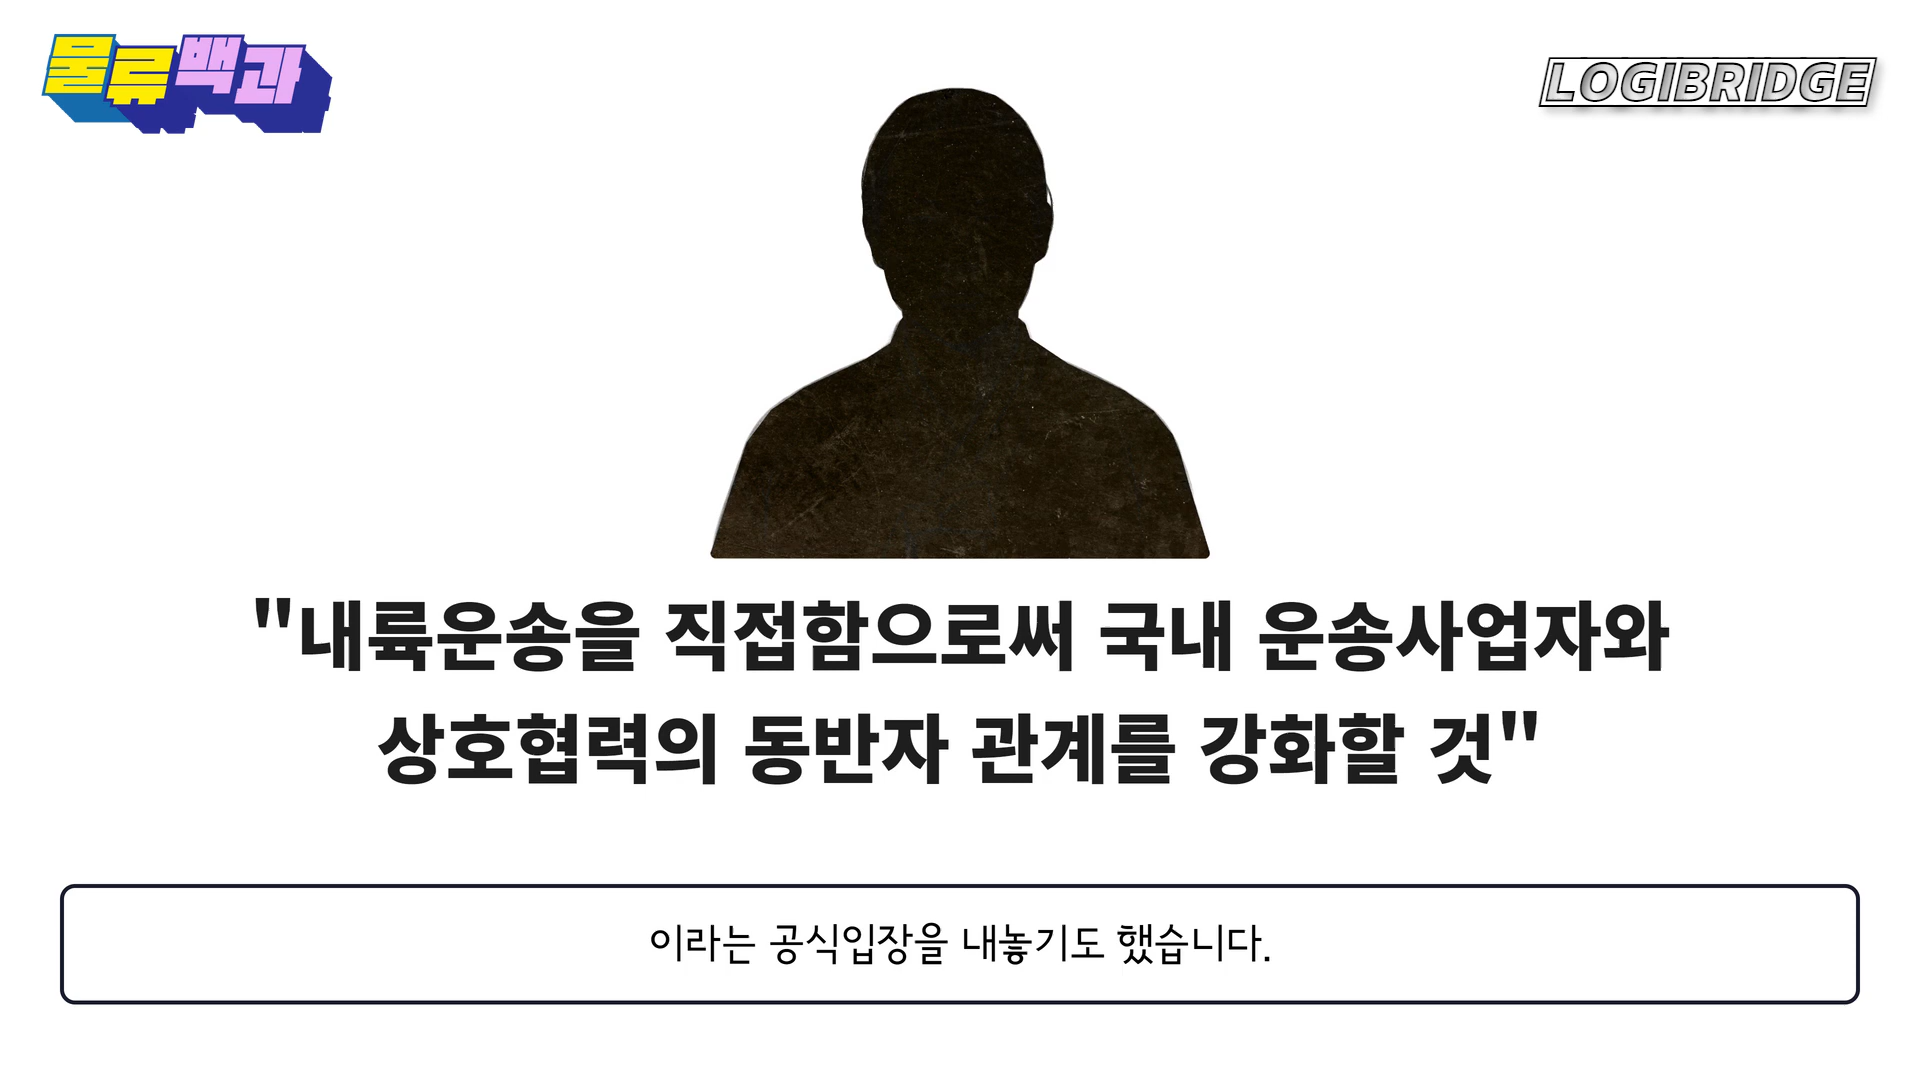 물류백과
LOGIBRIDGE
"내륙운송을 직접함으로써 국내 운송사업자와
상호협력의 동반자 관계를 강화할 것"
이라는 공식입장을 내놓기도 했습니다.